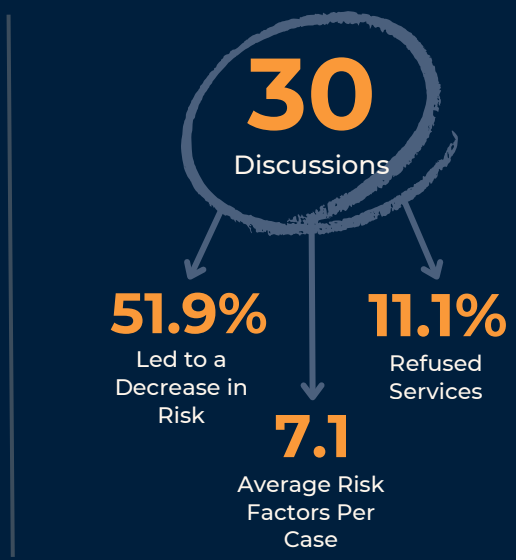 30
Discussions
51.9%
Led to a
Decrease in
Risk
11.1%
Refused
Services
7.1
Average Risk
Factors Per
Case